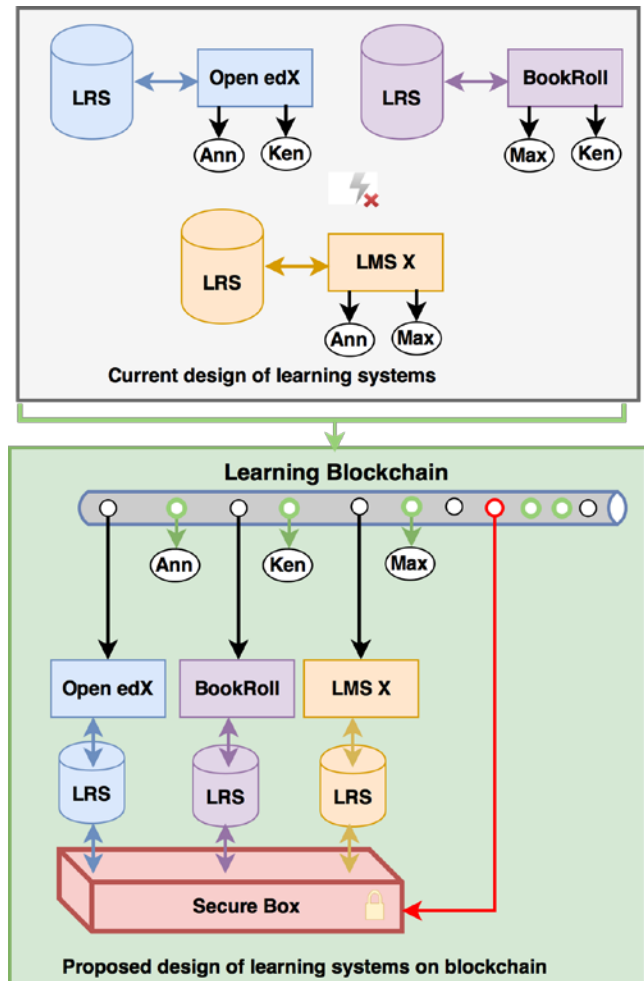 Open edX
LRS
Ann
Ken
BookRoll
LRS
Max
Ken
LMS X
LRS
Ann
Max
Current design of learning systems
Learning Blockchain
Ann
Ken
Max
Open edX
BookRoll
LMS X
LRS
LRS
LRS
Secure Box
Proposed design of learning systems on blockchain